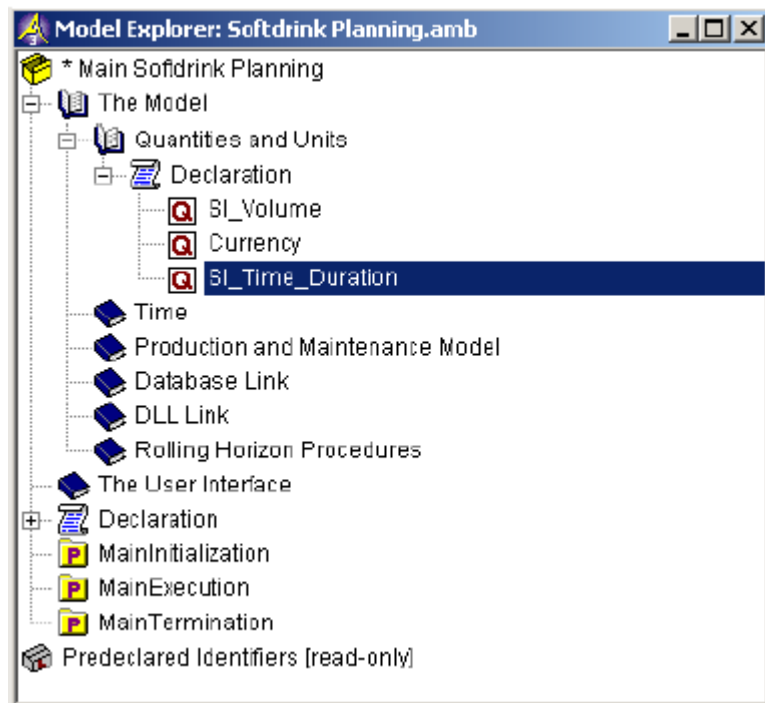 Model Explorer: Softdrink Planning.amb
* Main Softdrink Planning
The Model
Quantities and Units
Declaration
Q SI_Volume
Q Currency
Q SI_Time_Duration
Time
Production and Maintenance Model
Database Link
DLL Link
Rolling Horizon Procedures
The User Interface
Declaration
P MainInitialization
P MainExecution
P MainTermination
Predeclared Identifiers [read-only]